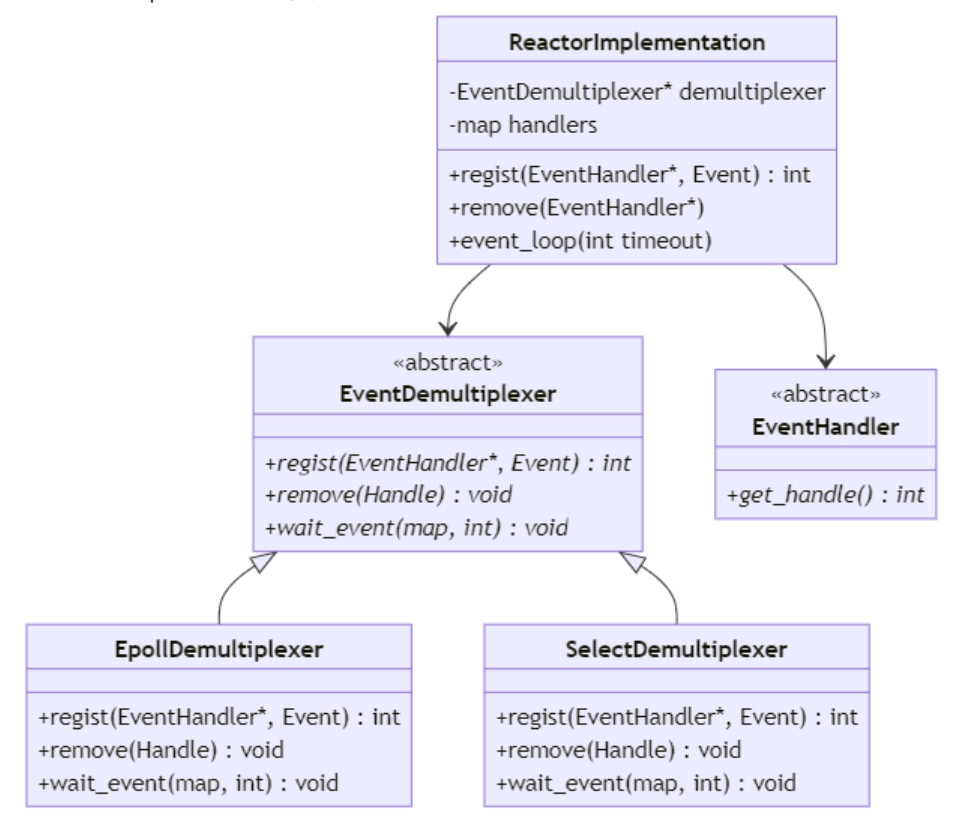 ReactorImplementation
-EventDemultiplexer* demultiplexer
-map handlers
+regist(EventHandler*, Event) : int
+remove(EventHandler*)
+event_loop(int timeout)
«abstract»
EventDemultiplexer
+regist(EventHandler*, Event) : int
+remove(Handle) : void
+wait_event(map, int) : void
«abstract»
EventHandler
+get_handle() : int
EpollDemultiplexer
+regist(EventHandler*, Event) : int
+remove(Handle) : void
+wait_event(map, int) : void
SelectDemultiplexer
+regist(EventHandler*, Event) : int
+remove(Handle) : void
+wait_event(map, int) : void